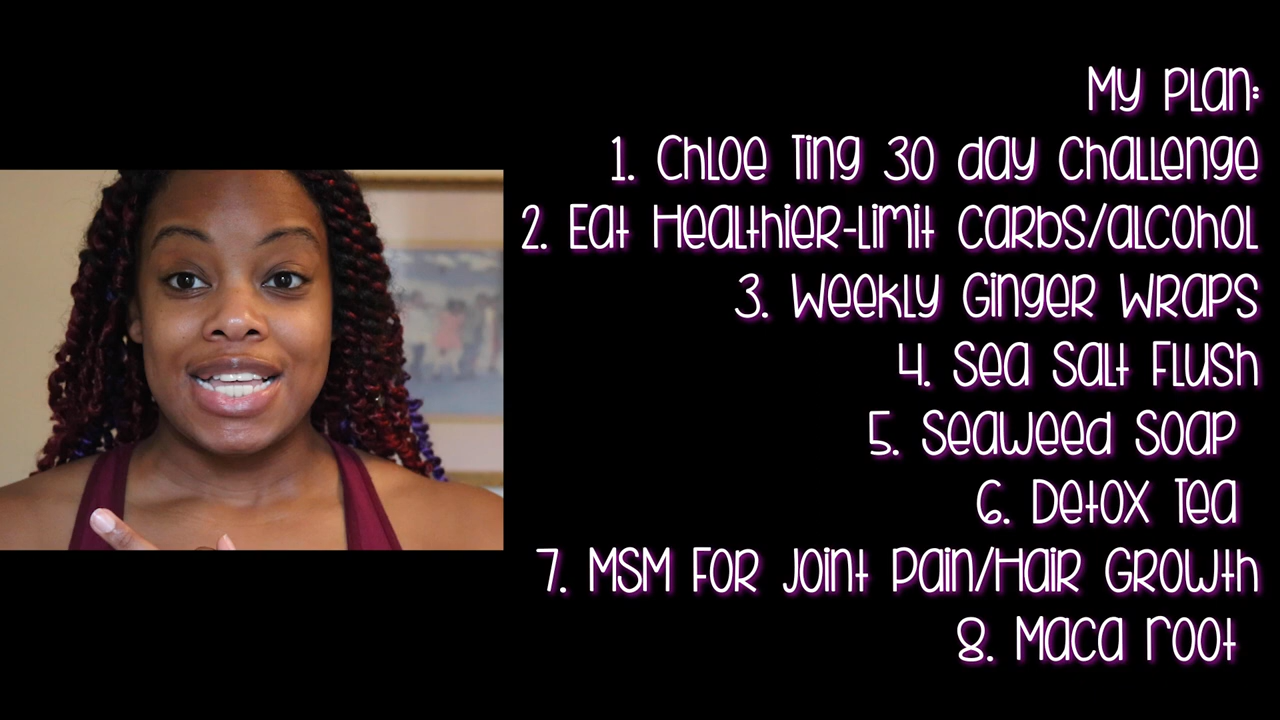 My Plan:
1. Chloe Ting 30 day Challenge
2. Eat Healthier-Limit Carbs/alcohol
3. Weekly Ginger Wraps
4. Sea Salt Flush
5. Seaweed Soap
6. Detox Tea
7. MSM For Joint Pain/Hair Growth
8. Maca root